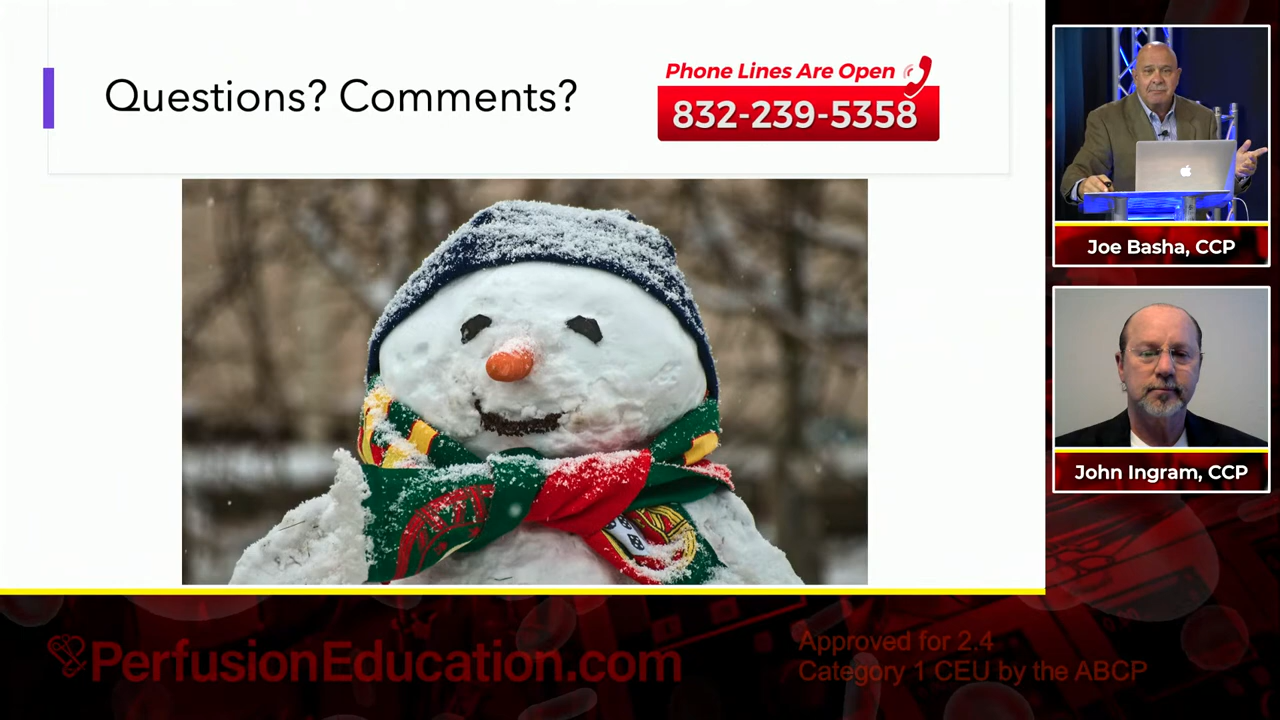 Questions? Comments?
Phone Lines Are Open
832-239-5358
Joe Basha, CCP
John Ingram, CCP
PerfusionEducation.com
Approved for 2.4
Category 1 CEU by the ABCP